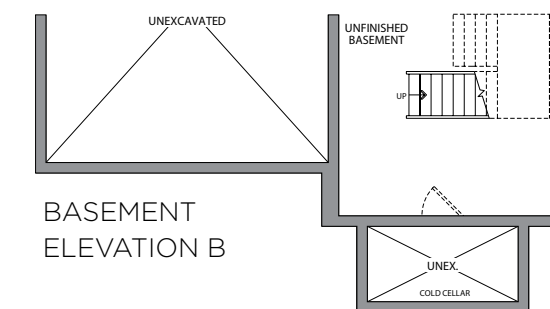 UNEXCAVATED
UNFINISHED
BASEMENT
UP
BASEMENT
ELEVATION B
UNEX.
COLD CELLAR